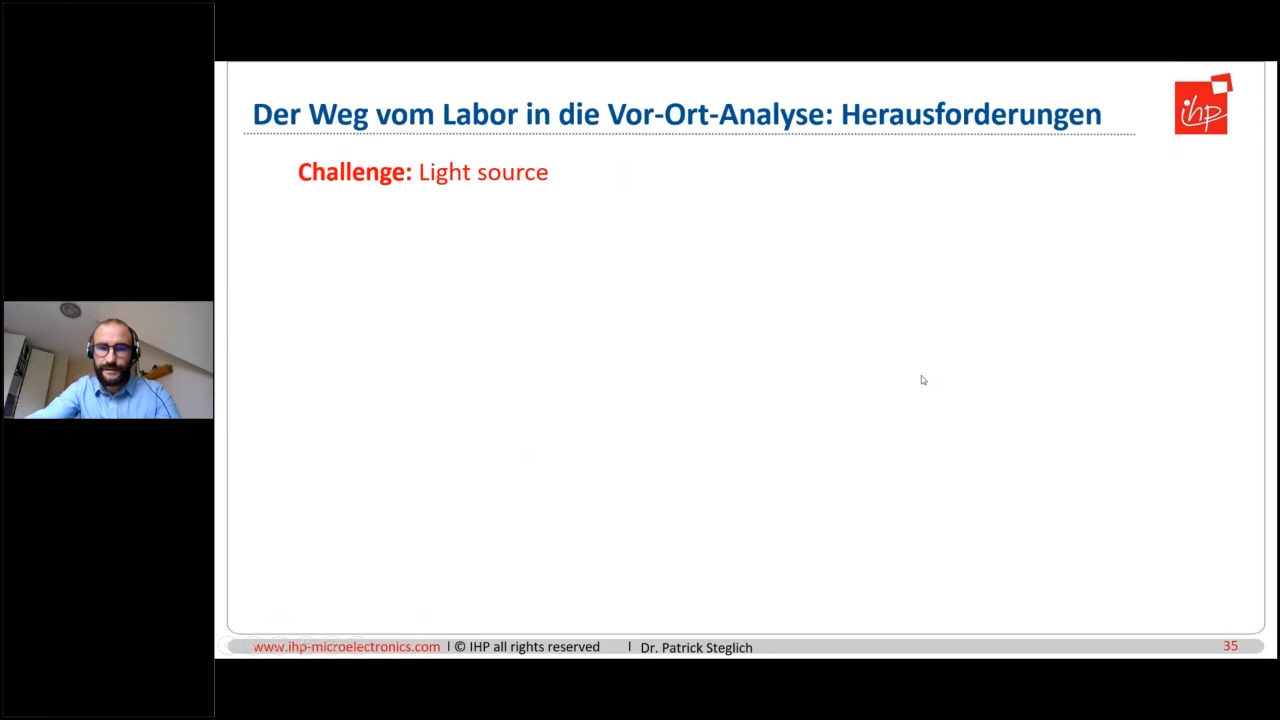 Der Weg vom Labor in die Vor-Ort-Analyse: Herausforderungen
ihp
Challenge: Light source
www.ihp-microelectronics.com I © IHP all rights reserved I Dr. Patrick Steglich 35